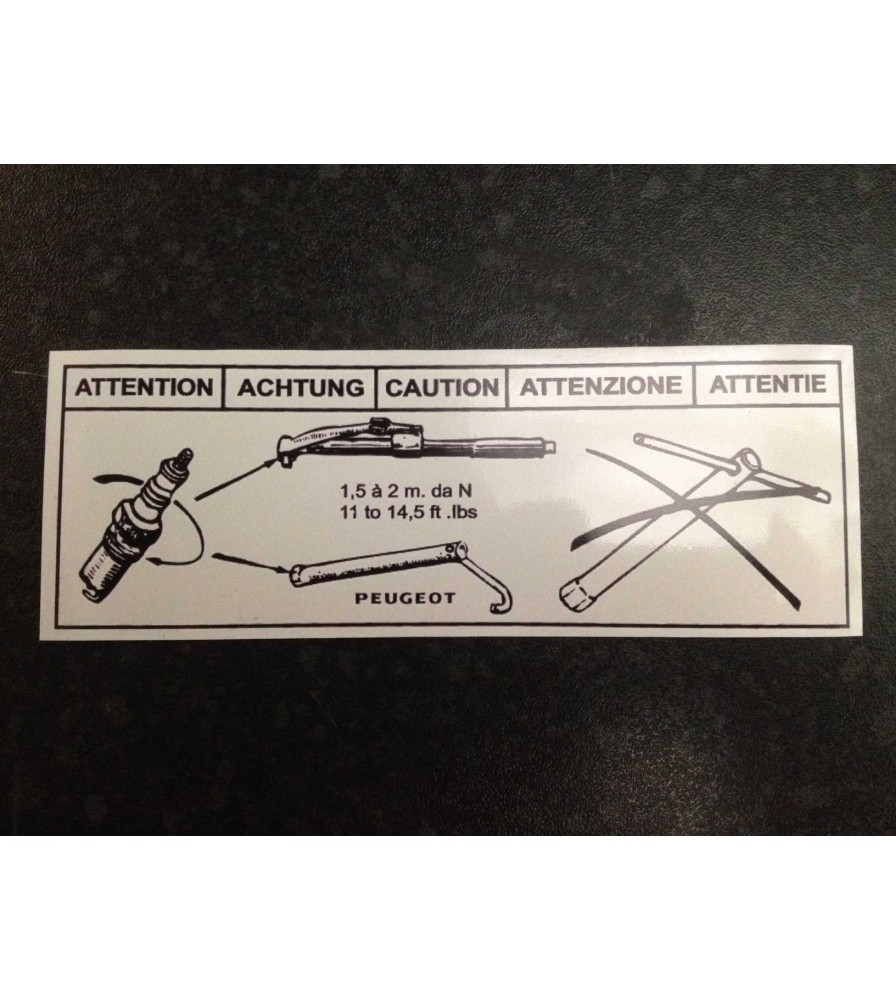 ATTENTION ACHTUNG CAUTION ATTENZIONE ATTENTIE
1,5 à 2 m. da N
11 to 14,5 ft .lbs
PEUGEOT